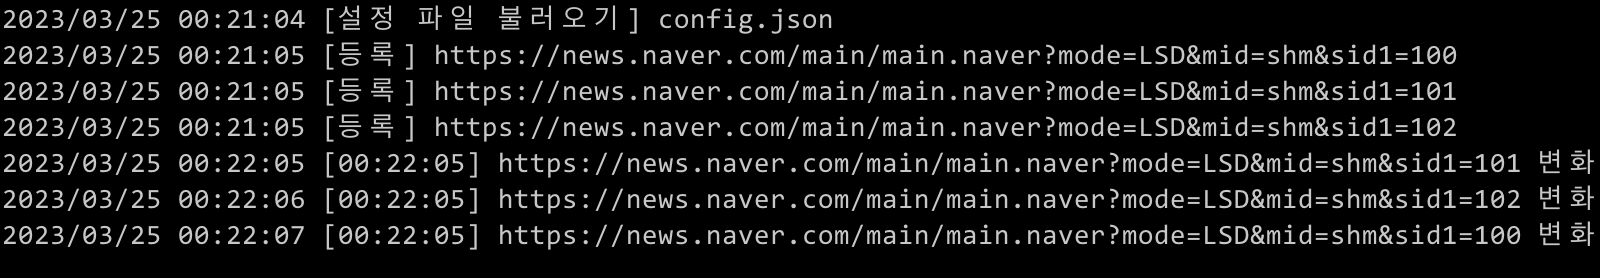 2023/03/25 00:21:04 [설정 파일 불러오기] config.json
2023/03/25 00:21:05 [등록] https://news.naver.com/main/main.naver?mode=LSD&mid=shm&sid1=100
2023/03/25 00:21:05 [등록] https://news.naver.com/main/main.naver?mode=LSD&mid=shm&sid1=101
2023/03/25 00:21:05 [등록] https://news.naver.com/main/main.naver?mode=LSD&mid=shm&sid1=102
2023/03/25 00:22:05 [00:22:05] https://news.naver.com/main/main.naver?mode=LSD&mid=shm&sid1=101 변화
2023/03/25 00:22:06 [00:22:05] https://news.naver.com/main/main.naver?mode=LSD&mid=shm&sid1=102 변화
2023/03/25 00:22:07 [00:22:05] https://news.naver.com/main/main.naver?mode=LSD&mid=shm&sid1=100 변화